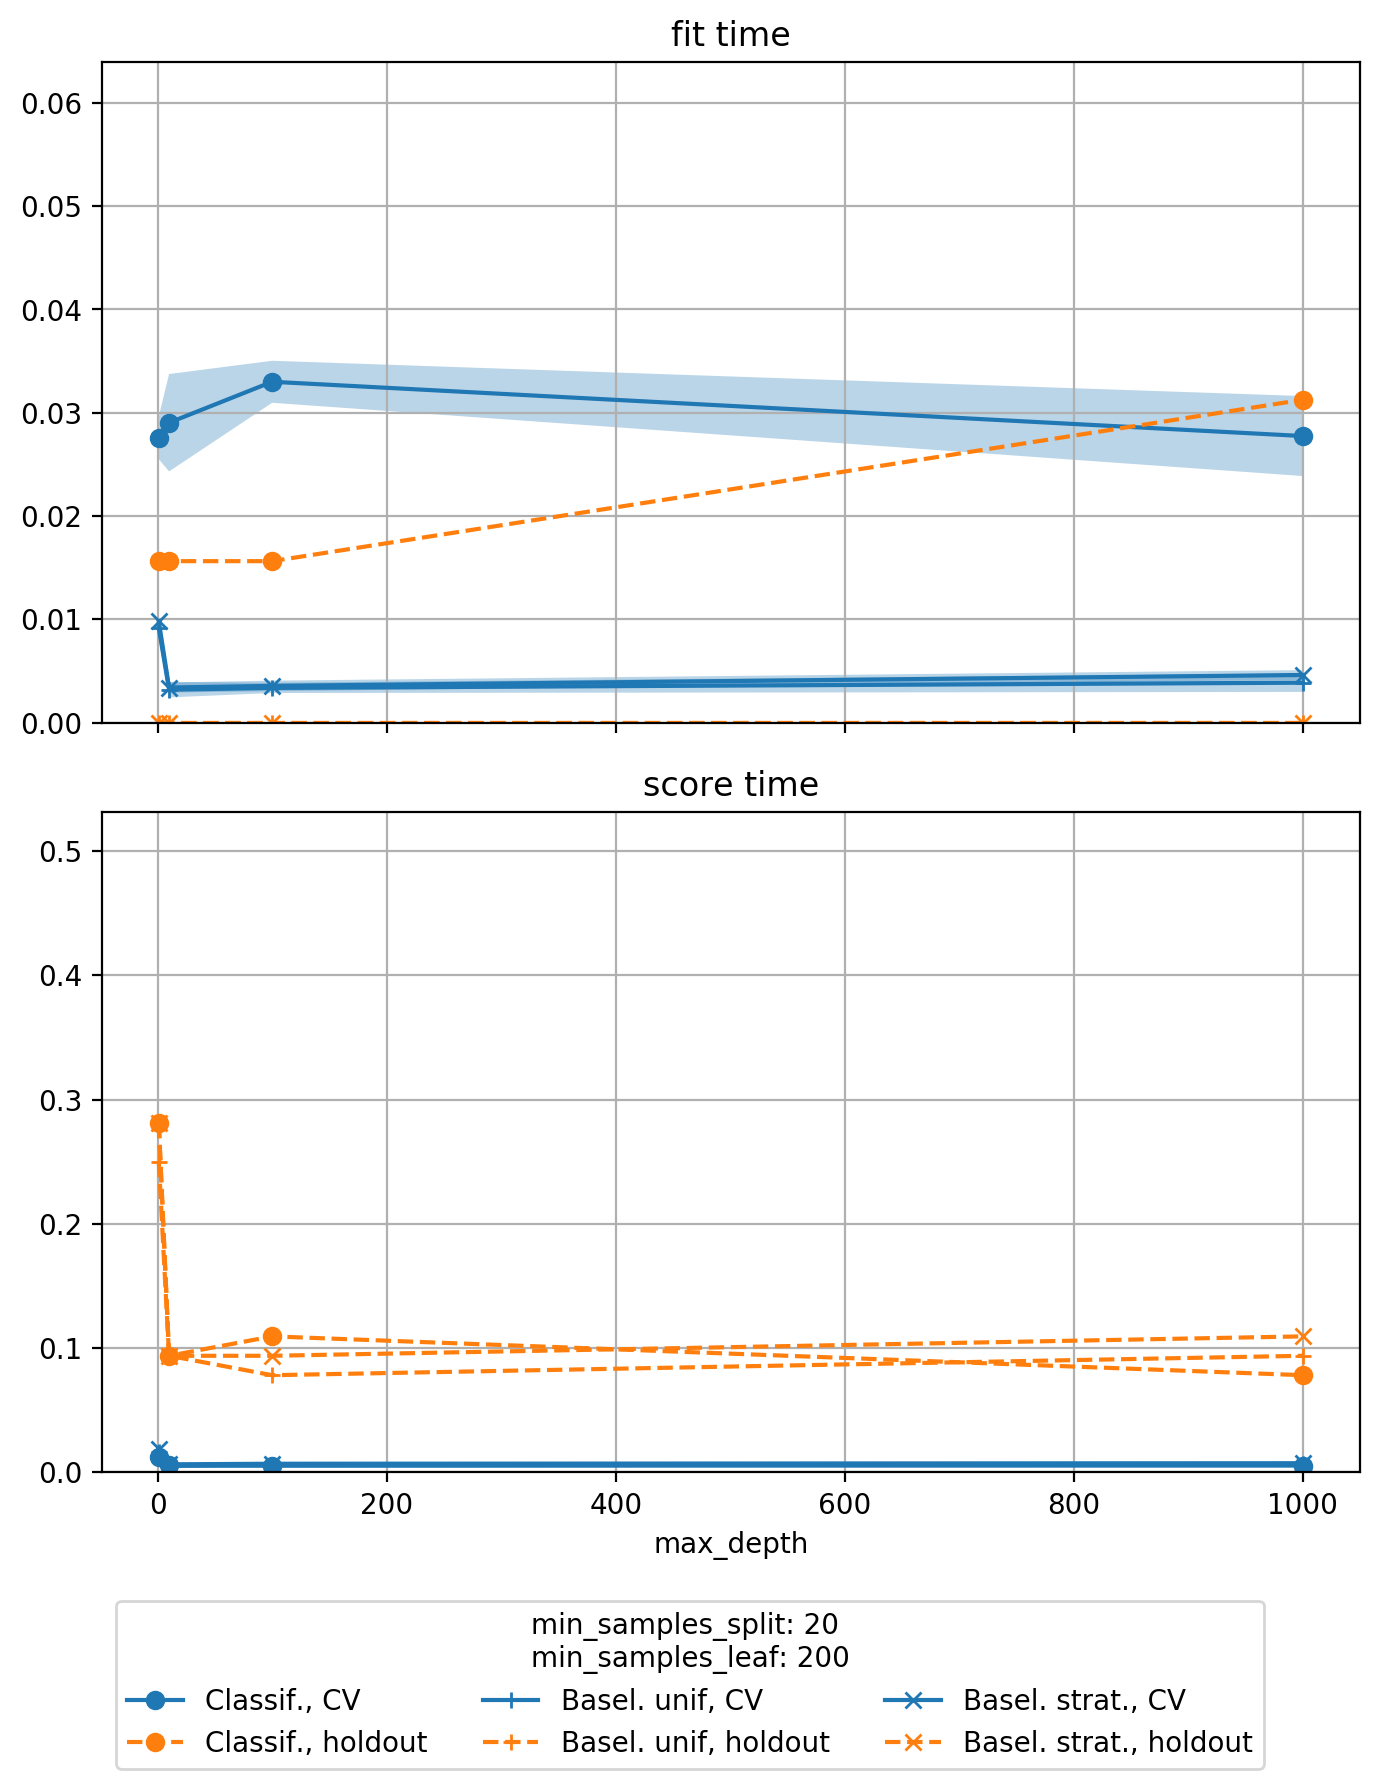 fit time
0.06
0.05
0.04
0.03
0.02
0.01
0.00
score time
0.5
0.4
0.3
0.2
0.1
0.0
0 200 400 600 800 1000
max_depth
min_samples_split: 20
min_samples_leaf: 200
Classif., CV Basel. unif, CV Basel. strat., CV
Classif., holdout Basel. unif, holdout Basel. strat., holdout